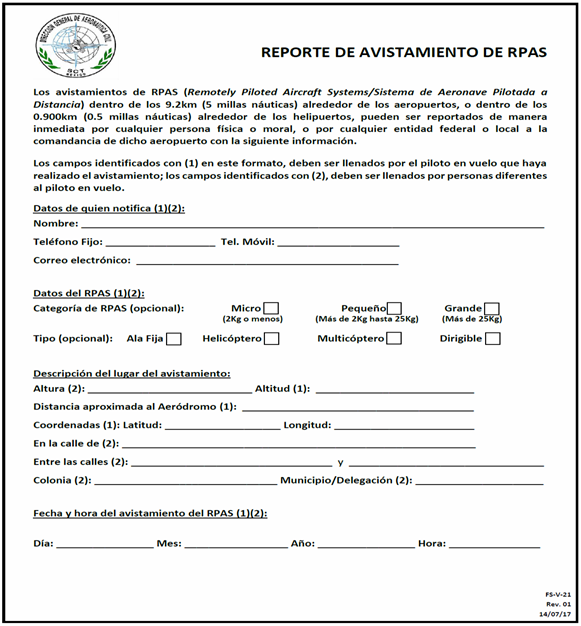 DIRECCIÓN GENERAL DE AERONÁUTICA CIVIL
SCT
MÉXICO
REPORTE DE AVISTAMIENTO DE RPAS
Los avistamientos de RPAS (Remotely Piloted Aircraft Systems/Sistema de Aeronave Pilotada a
Distancia) dentro de los 9.2km (5 millas náuticas) alrededor de los aeropuertos, o dentro de los
0.900km (0.5 millas náuticas) alrededor de los helipuertos, pueden ser reportados de manera
inmediata por cualquier persona física o moral, o por cualquier entidad federal o local a la
comandancia de dicho aeropuerto con la siguiente información.
Los campos identificados con (1) en este formato, deben ser llenados por el piloto en vuelo que haya
realizado el avistamiento; los campos identificados con (2), deben ser llenados por personas diferentes
al piloto en vuelo.
Datos de quien notifica (1)(2):
Nombre:
Teléfono Fijo: Tel. Móvil:
Correo electrónico:
Datos del RPAS (1)(2):
Categoría de RPAS (opcional): Micro Pequeño Grande
(2Kg o menos) (Más de 2Kg hasta 25Kg) (Más de 25Kg)
Tipo (opcional): Ala Fija Helicóptero Multicóptero Dirigible
Descripción del lugar del avistamiento:
Altura (2): Altitud (1):
Distancia aproximada al Aeródromo (1):
Coordenadas (1): Latitud: Longitud:
En la calle de (2):
Entre las calles (2): y
Colonia (2): Municipio/Delegación (2):
Fecha y hora del avistamiento del RPAS (1)(2):
Día: Mes: Año: Hora:
FS-V-21
Rev. 01
14/07/17